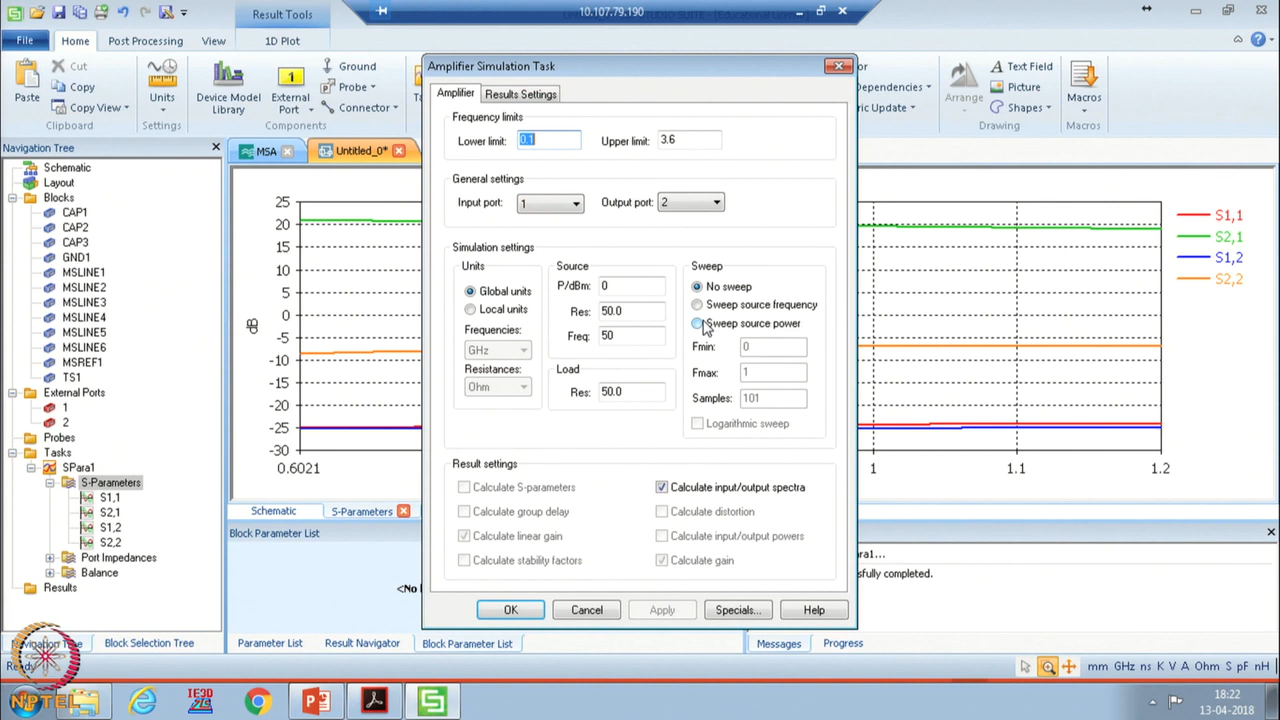 Result Tools
10.107.79.190
File
Home
Post Processing
View
1D Plot
Paste
Cut
Copy
Copy View
Clipboard
Units
Settings
Device Model
Library
External
Port
Ground
Probe
Connector
Components
Dependencies
Arrange
Text Field
Picture
Shapes
Drawing
Macros
Macros
Navigation Tree
MSA
Untitled_0*
Schematic
Layout
Blocks
CAP1
CAP2
CAP3
GND1
MSLINE1
MSLINE2
MSLINE3
MSLINE4
MSLINE5
MSLINE6
MSREF1
TS1
External Ports
1
2
Probes
Tasks
SPara1
S-Parameters
S1,1
S2,1
S1,2
S2,2
Port Impedances
Balance
Results
25
20
15
10
5
0
-5
-10
-15
-20
-25
-30
dB
0.6021
1
1.1
1.2
S1,1
S2,1
S1,2
S2,2
Schematic
S-Parameters
Block Parameter List
<No
Amplifier Simulation Task
Amplifier
Results Settings
Frequency limits
Lower limit: 0.1 Upper limit: 3.6
General settings
Input port: 1 Output port: 2
Simulation settings
Units
Global units
Local units
Frequencies:
GHz
Resistances:
Ohm
Source
P/dBm: 0
Res: 50.0
Freq: 50
Load
Res: 50.0
Sweep
No sweep
Sweep source frequency
Sweep source power
Fmin: 0
Fmax: 1
Samples: 101
Logarithmic sweep
Result settings
Calculate S-parameters
Calculate input/output spectra
Calculate group delay
Calculate distortion
Calculate linear gain
Calculate input/output powers
Calculate stability factors
Calculate gain
OK
Cancel
Apply
Specials...
Help
Block Selection Tree
Parameter List
Result Navigator
Block Parameter List
Messages
Progress
mm GHz ns K V A Ohm S pF nH
NPTEL
IE3D
18:22
13-04-2018